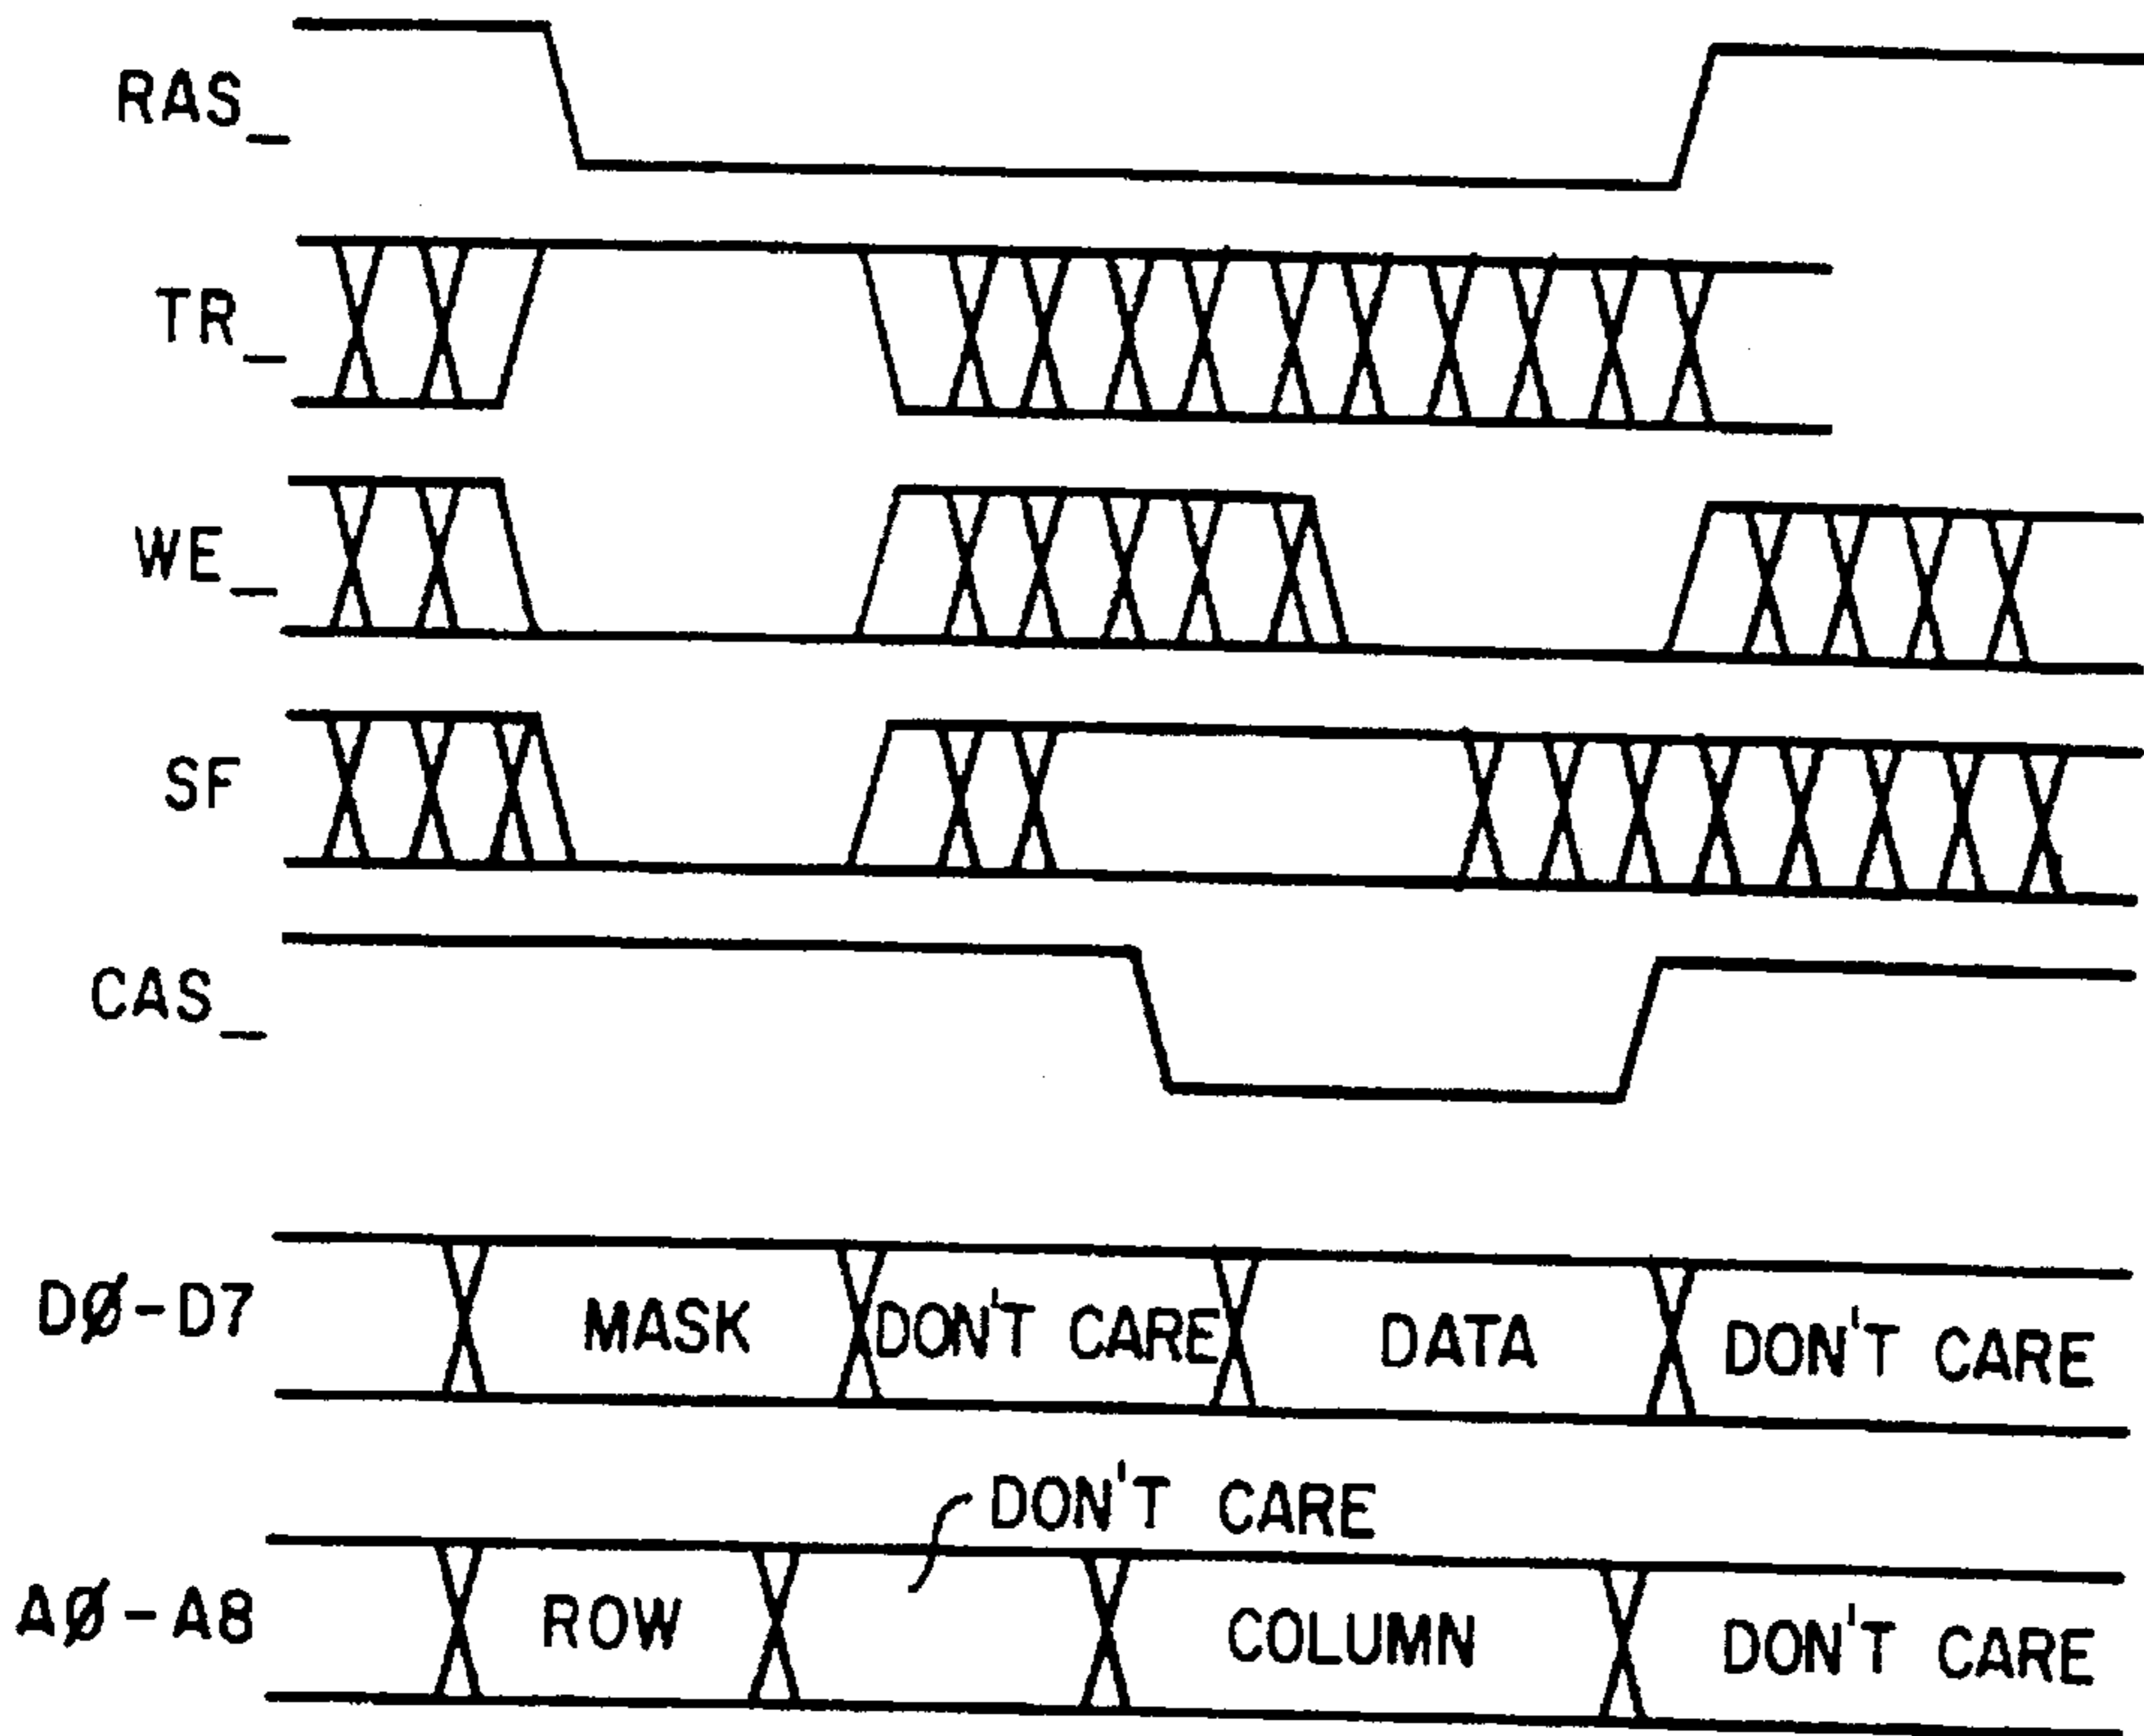 RAS_
TR_
WE_
SF
CAS_
DØ-D7
MASK
DON'T CARE
DATA
DON'T CARE
DON'T CARE
AØ-A8
ROW
COLUMN
DON'T CARE